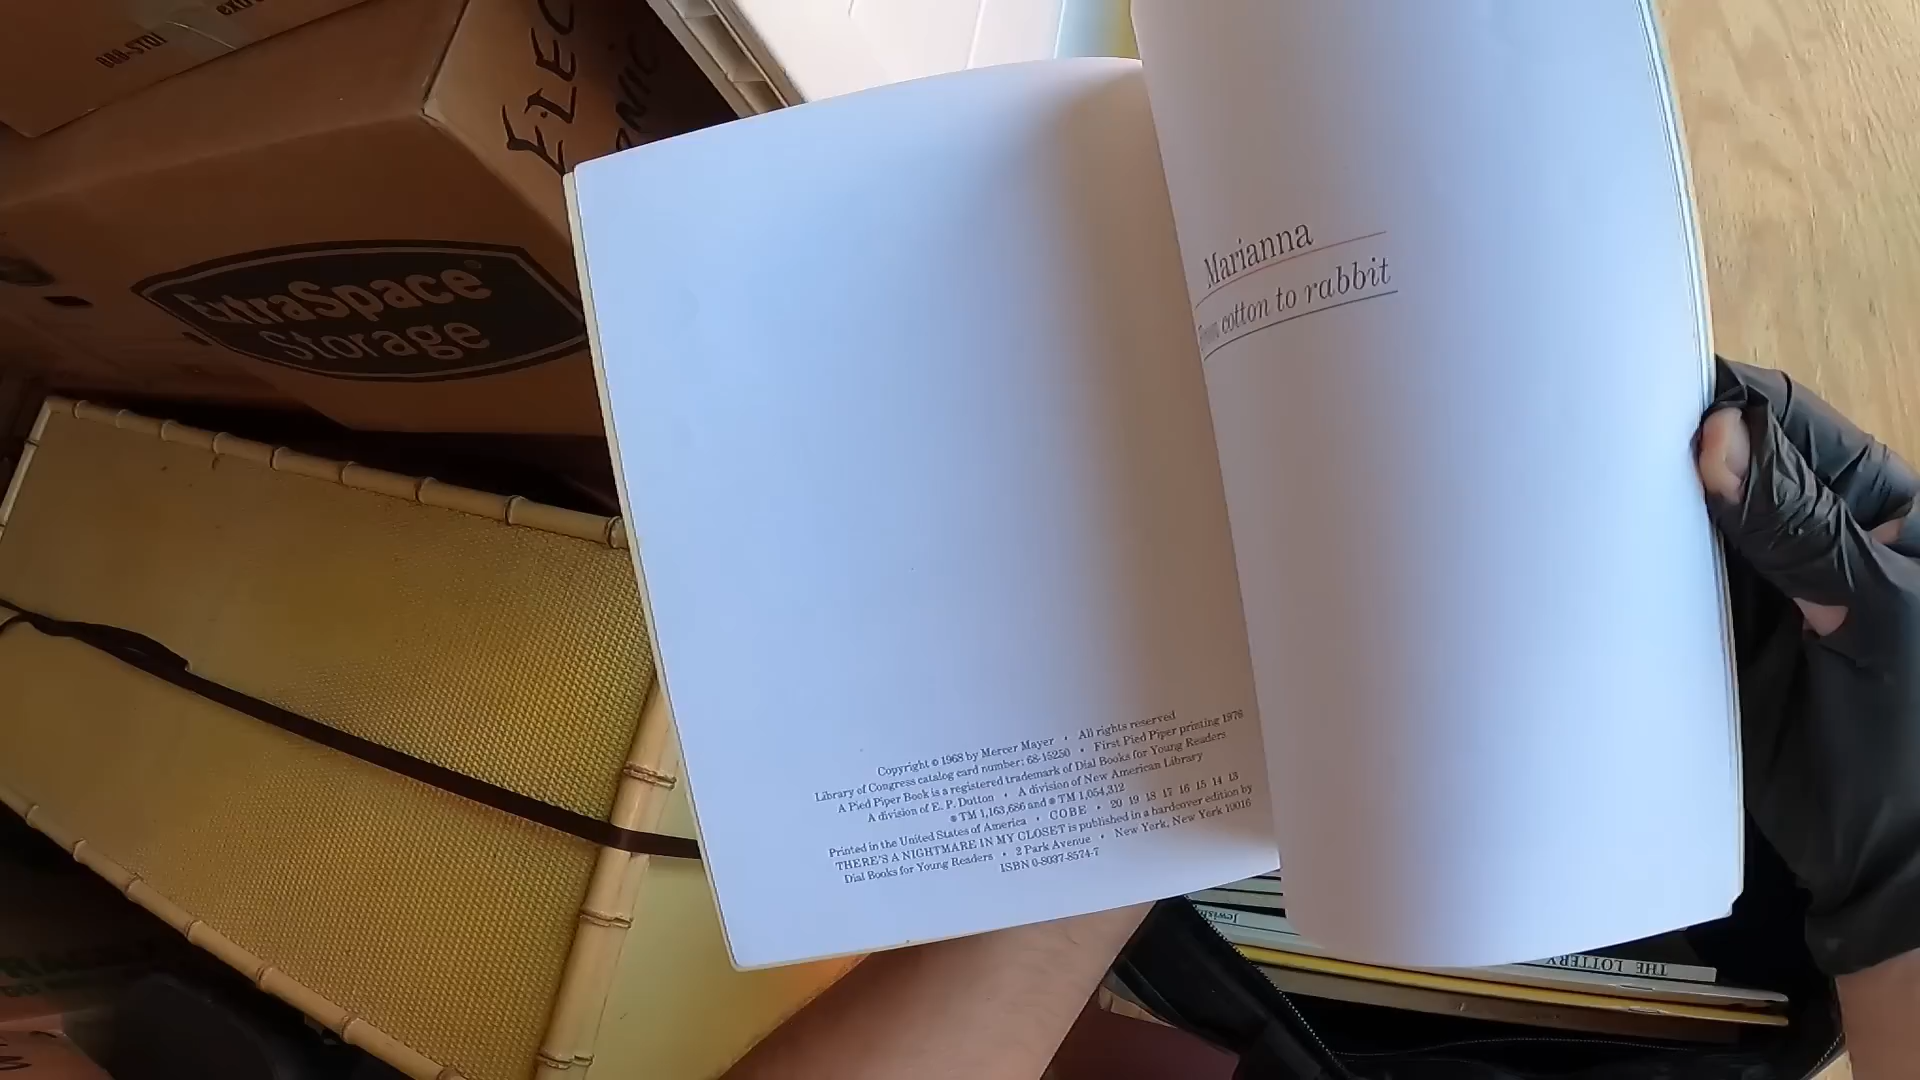 ELEC
ONIC
ExtraSpace®
Storage
Marianna
From cotton to rabbit
Copyright © 1968 by Mercer Mayer • All rights reserved
Library of Congress catalog card number: 68-15250 • First Pied Piper printing 1976
A Pied Piper Book is a registered trademark of Dial Books for Young Readers
A division of E. P. Dutton • A division of New American Library
® TM 1,163,686 and ® TM 1,054,312
Printed in the United States of America • COBE • 20 19 18 17 16 15 14 13
THERE'S A NIGHTMARE IN MY CLOSET is published in a hardcover edition by
Dial Books for Young Readers • 2 Park Avenue • New York, New York 10016
ISBN 0-8037-8574-7
THE LOTTERY